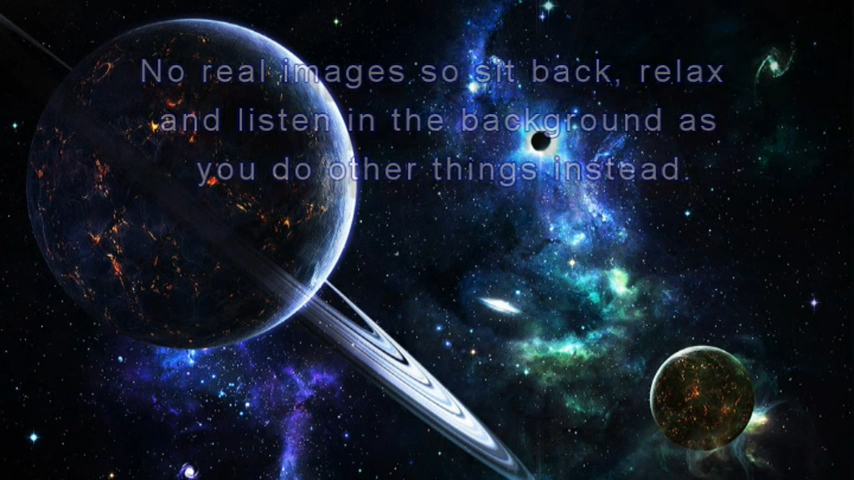 No real images so sit back, relax
and listen in the background as
you do other things instead.